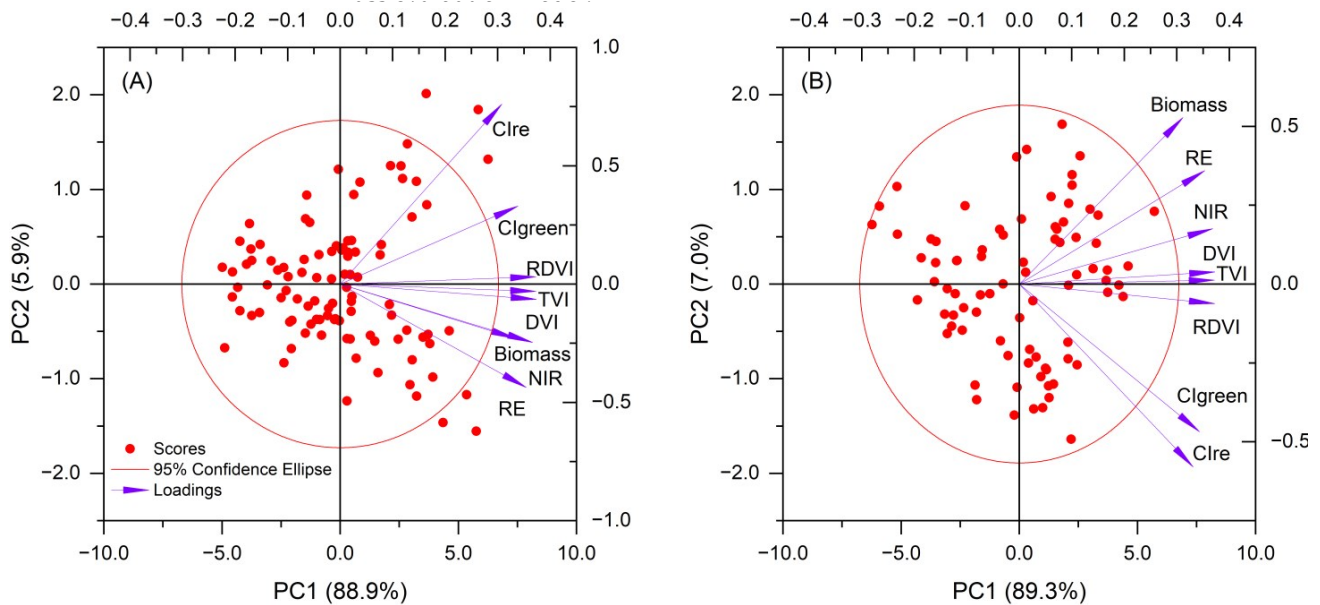 −0.4 −0.3 −0.2 −0.1 0.0 0.1 0.2 0.3 0.4
(A)
2.0
1.0
0.0
−1.0
−2.0
PC2 (5.9%)
1.0
0.5
0.0
−0.5
−1.0
CIre
CIgreen
RDVI
TVI
DVI
Biomass
NIR
RE
Scores
95% Confidence Ellipse
Loadings
−10.0 −5.0 0.0 5.0 10.0
PC1 (88.9%)
−0.4 −0.3 −0.2 −0.1 0.0 0.1 0.2 0.3 0.4
(B)
2.0
1.0
0.0
−1.0
−2.0
PC2 (7.0%)
0.5
0.0
−0.5
Biomass
RE
NIR
DVI
TVI
RDVI
CIgreen
CIre
−10.0 −5.0 0.0 5.0 10.0
PC1 (89.3%)